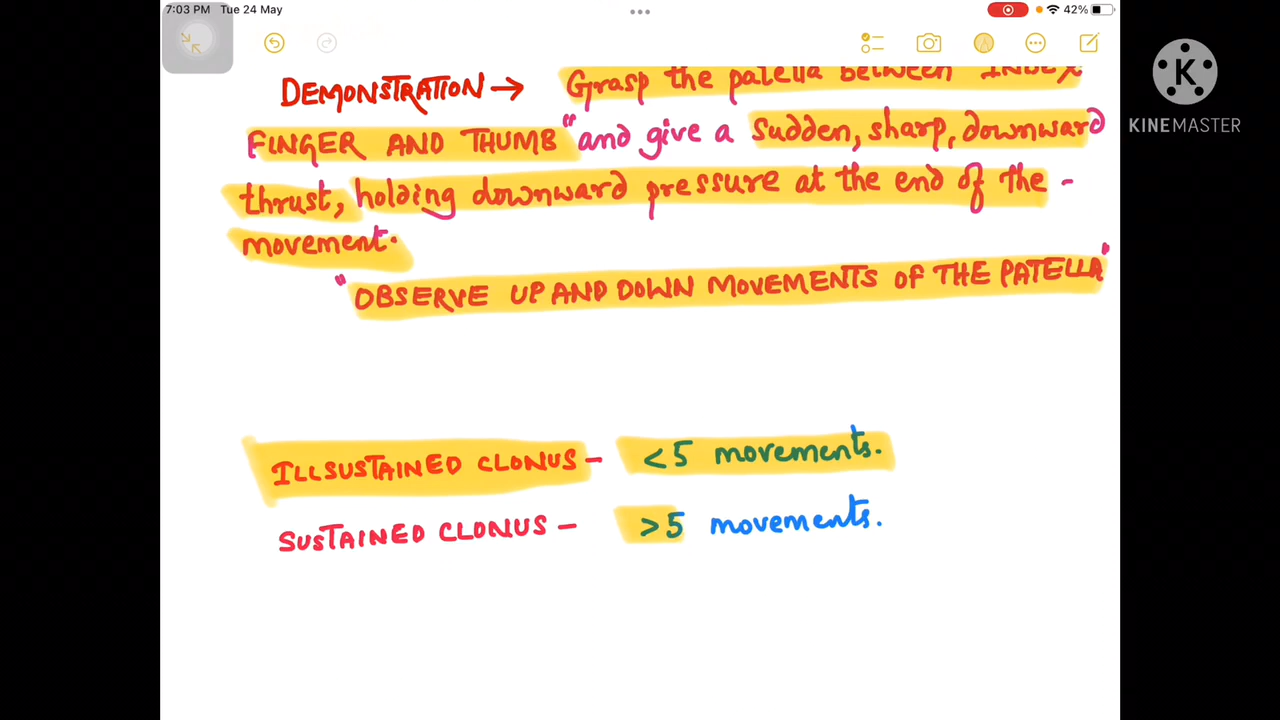 7:03 PM Tue 24 May
42%
KINEMASTER
DEMONSTRATION → Grasp the patella between INDEX
FINGER AND THUMB" and give a sudden, sharp, downward
thrust, holding downward pressure at the end of the -
movement.
"OBSERVE UP AND DOWN MOVEMENTS OF THE PATELLA"
ILLSUSTAINED CLONUS - <5 movements.
SUSTAINED CLONUS - >5 movements.